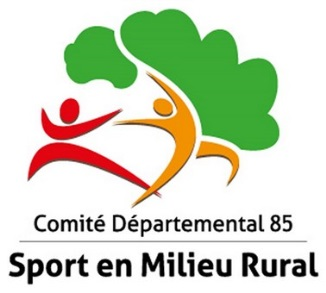 Comité Départemental 85
Sport en Milieu Rural